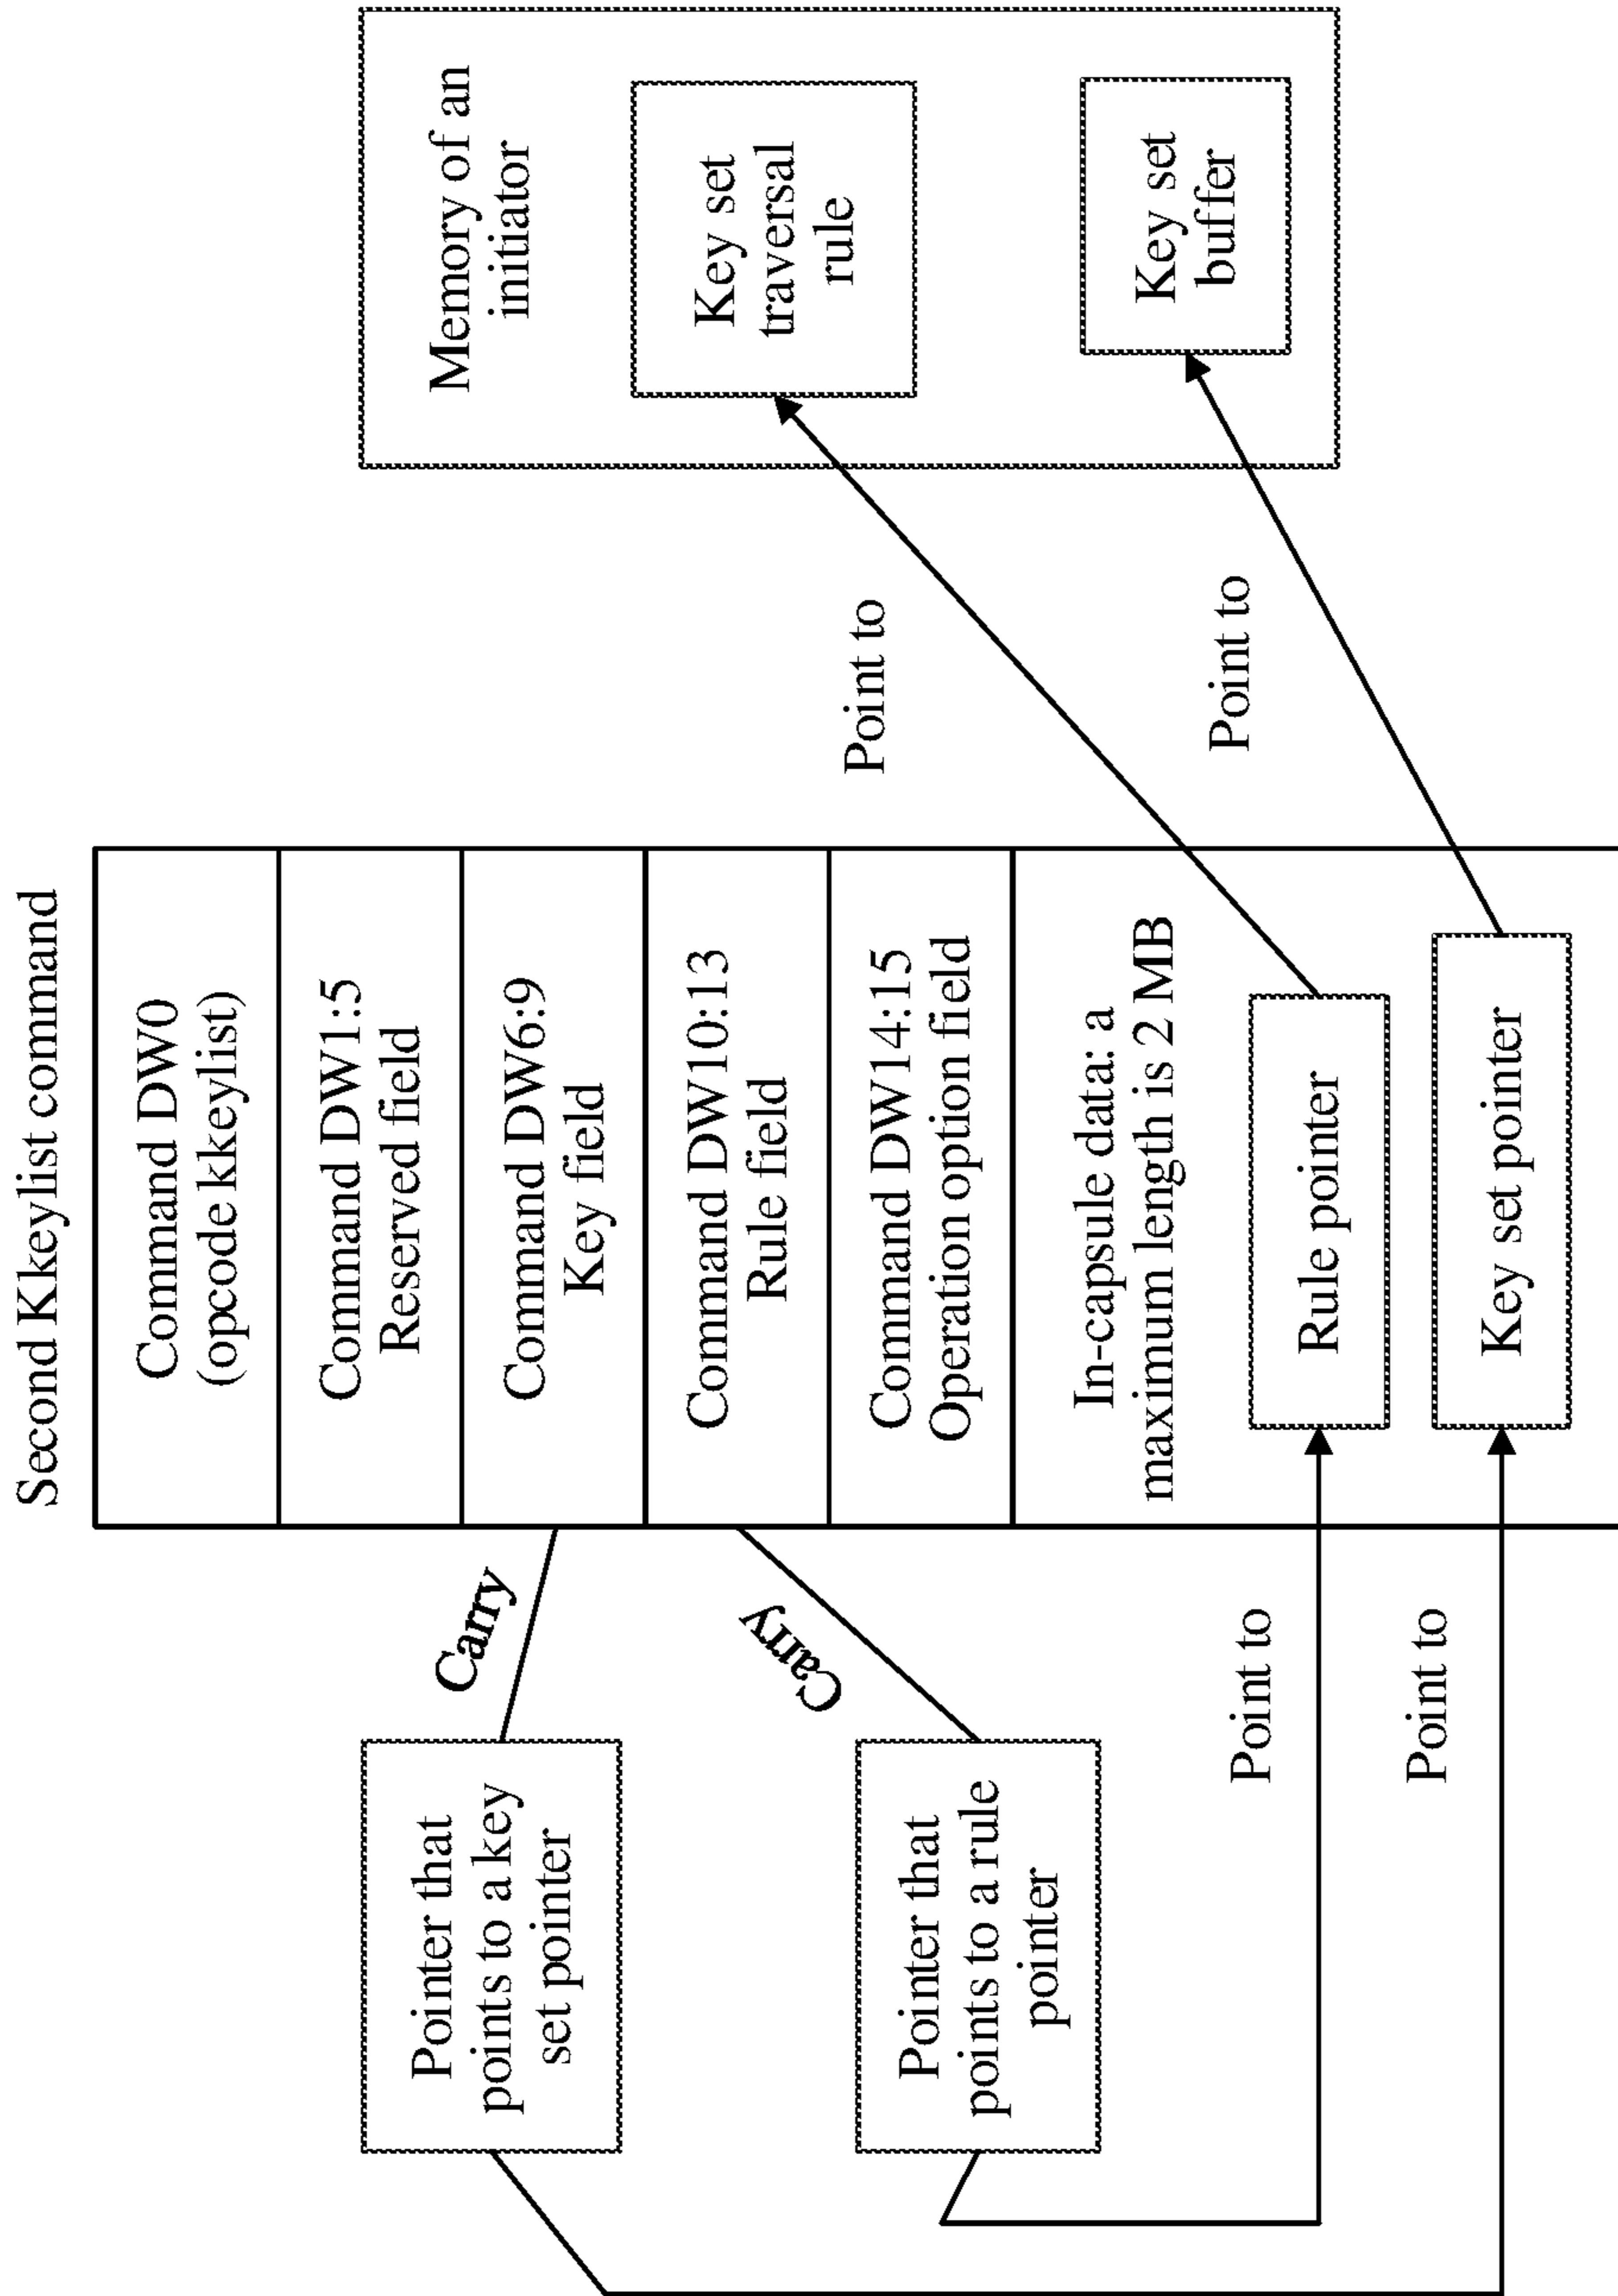 Second Kkeylist command
Command DW0
(opcode kkeylist)
Command DW1:5
Reserved field
Command DW6:9
Key field
Command DW10:13
Rule field
Command DW14:15
Operation option field
In-capsule data: a
maximum length is 2 MB
Rule pointer
Key set pointer
Carry
Carry
Pointer that
points to a key
set pointer
Pointer that
points to a rule
pointer
Point to
Point to
Point to
Point to
Memory of an
initiator
Key set
traversal
rule
Key set
buffer